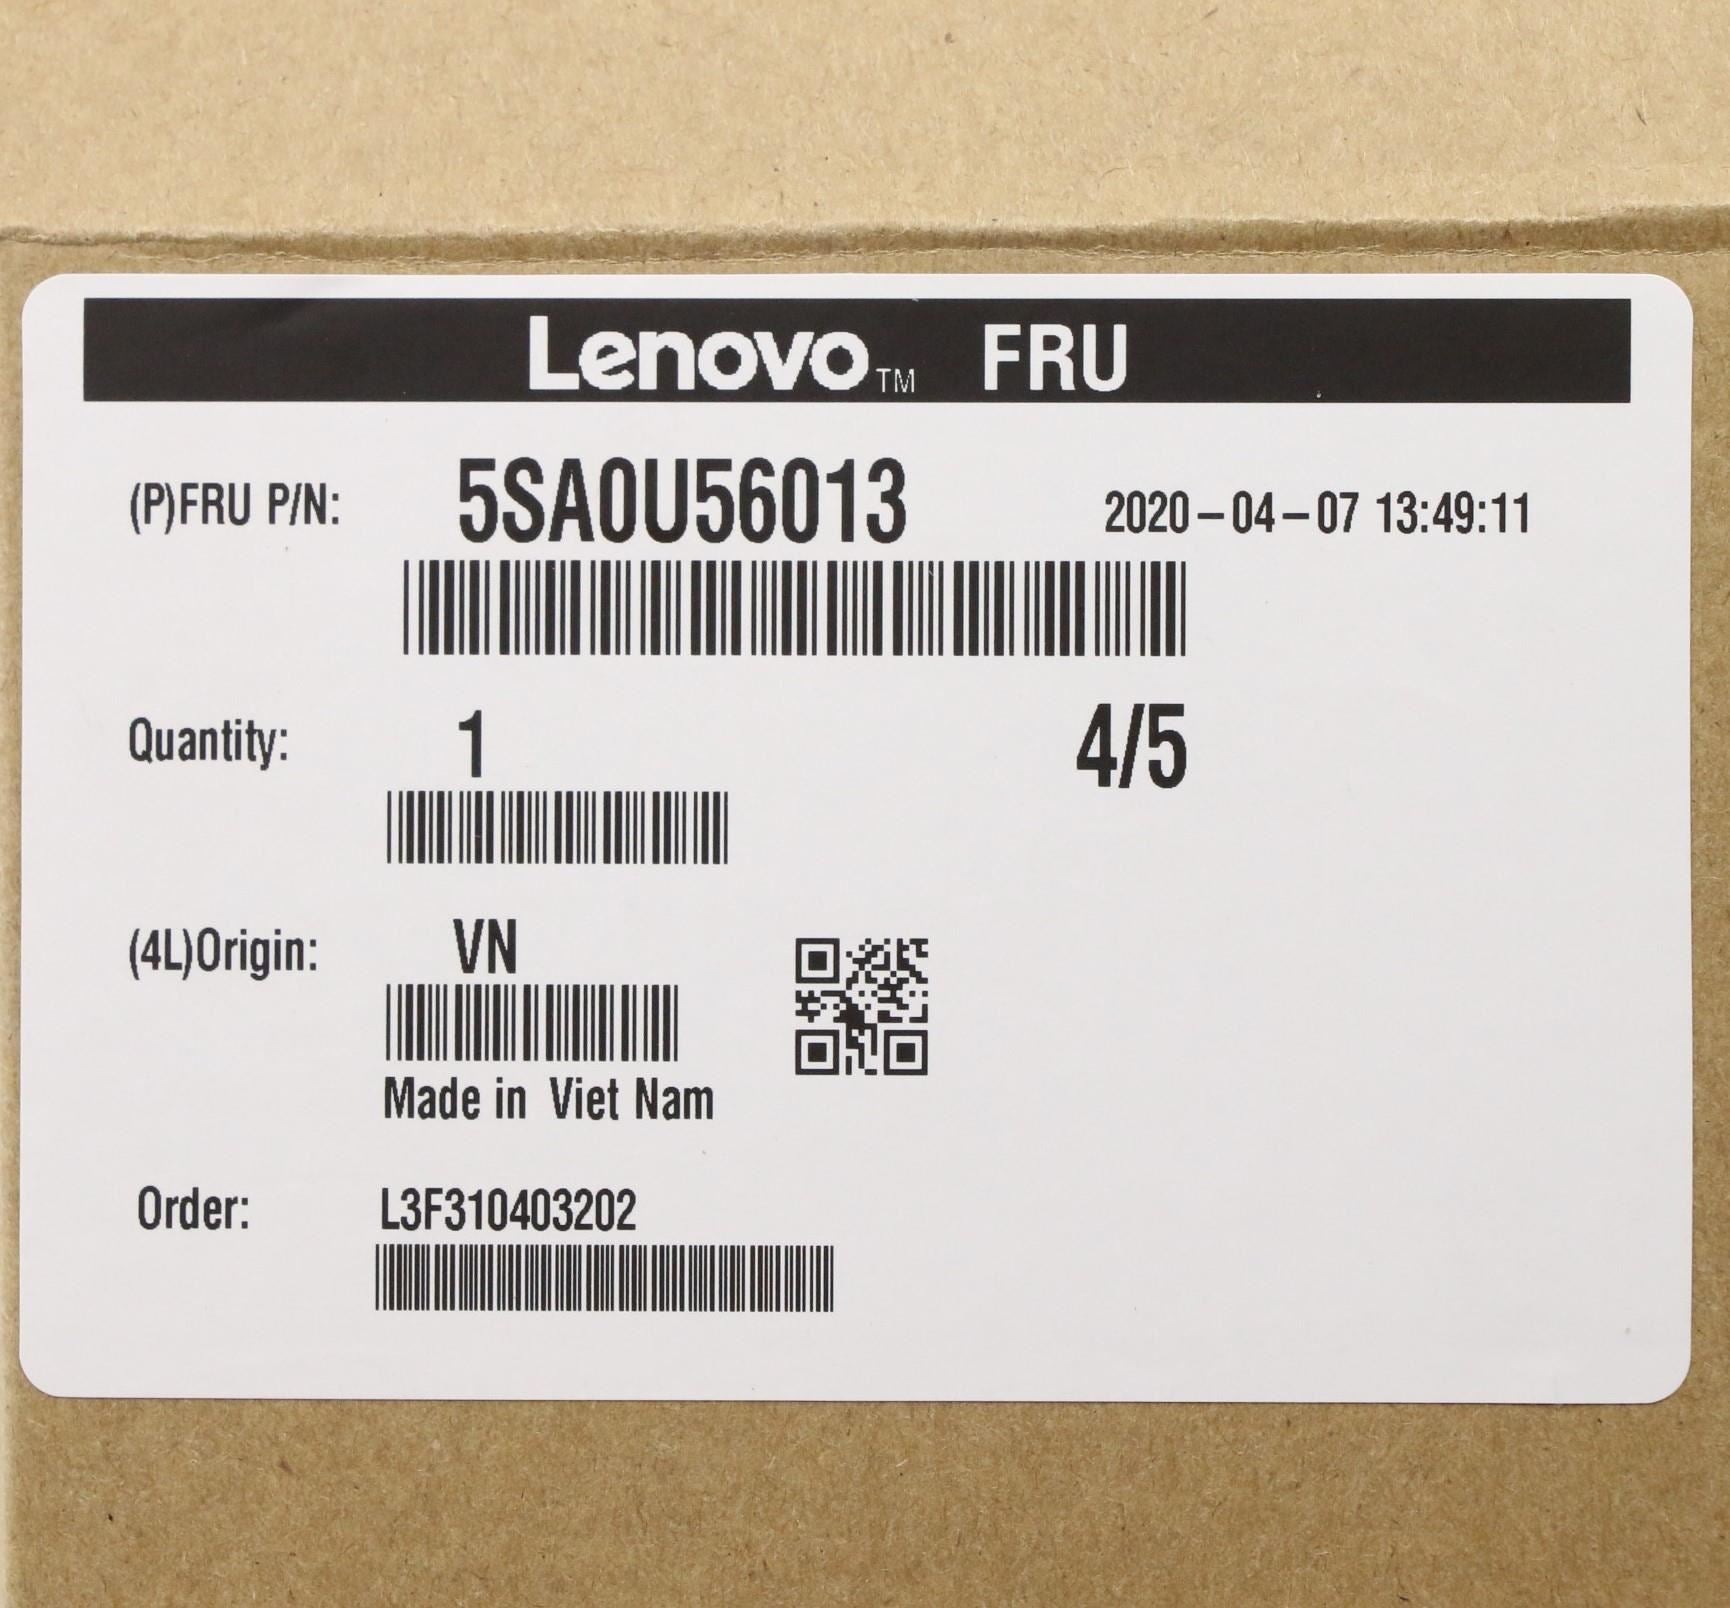 Lenovo™ FRU
(P)FRU P/N: 5SA0U56013 2020-04-07 13:49:11
Quantity: 1 4/5
(4L)Origin: VN
Made in Viet Nam
Order: L3F310403202